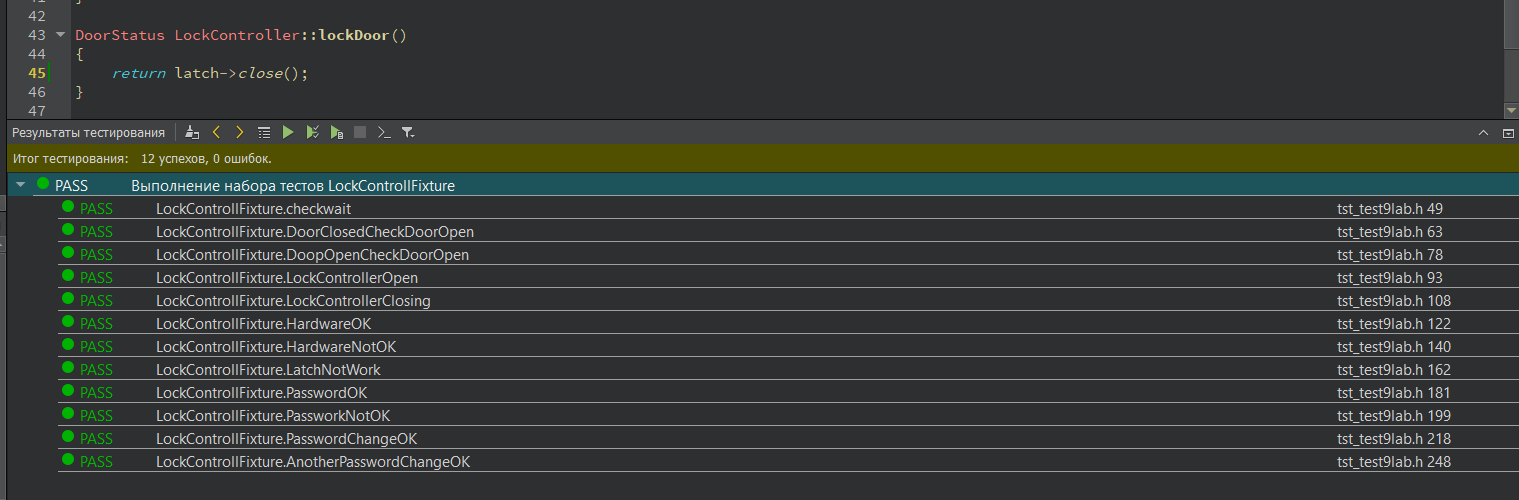 42
43 DoorStatus LockController::lockDoor()
44 {
45 return latch->close();
46 }
47
Результаты тестирования
Итог тестирования: 12 успехов, 0 ошибок.
PASS Выполнение набора тестов LockControllFixture
PASS LockControllFixture.checkwait tst_test9lab.h 49
PASS LockControllFixture.DoorClosedCheckDoorOpen tst_test9lab.h 63
PASS LockControllFixture.DoopOpenCheckDoorOpen tst_test9lab.h 78
PASS LockControllFixture.LockControllerOpen tst_test9lab.h 93
PASS LockControllFixture.LockControllerClosing tst_test9lab.h 108
PASS LockControllFixture.HardwareOK tst_test9lab.h 122
PASS LockControllFixture.HardwareNotOK tst_test9lab.h 140
PASS LockControllFixture.LatchNotWork tst_test9lab.h 162
PASS LockControllFixture.PasswordOK tst_test9lab.h 181
PASS LockControllFixture.PassworkNotOK tst_test9lab.h 199
PASS LockControllFixture.PasswordChangeOK tst_test9lab.h 218
PASS LockControllFixture.AnotherPasswordChangeOK tst_test9lab.h 248